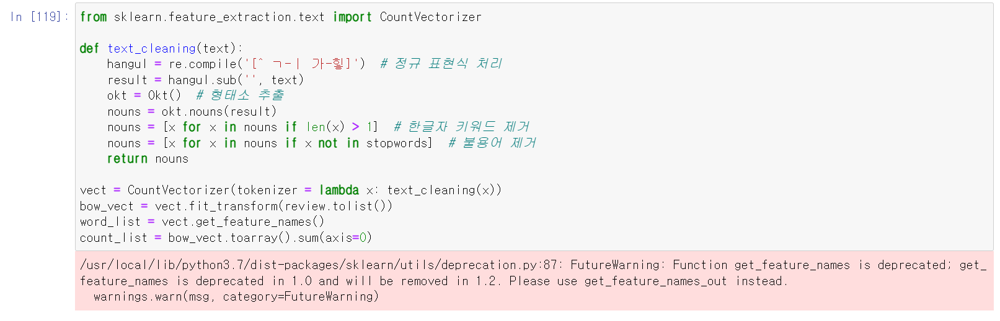 In [119]:
from sklearn.feature_extraction.text import CountVectorizer
def text_cleaning(text):
    hangul = re.compile('[^ ㄱ-ㅣ 가-힣]')  # 정규 표현식 처리
    result = hangul.sub('', text)
    okt = Okt()  # 형태소 추출
    nouns = okt.nouns(result)
    nouns = [x for x in nouns if len(x) > 1]  # 한글자 키워드 제거
    nouns = [x for x in nouns if x not in stopwords]  # 불용어 제거
    return nouns
vect = CountVectorizer(tokenizer = lambda x: text_cleaning(x))
bow_vect = vect.fit_transform(review.tolist())
word_list = vect.get_feature_names()
count_list = bow_vect.toarray().sum(axis=0)
/usr/local/lib/python3.7/dist-packages/sklearn/utils/deprecation.py:87: FutureWarning: Function get_feature_names is deprecated; get_
feature_names is deprecated in 1.0 and will be removed in 1.2. Please use get_feature_names_out instead.
  warnings.warn(msg, category=FutureWarning)